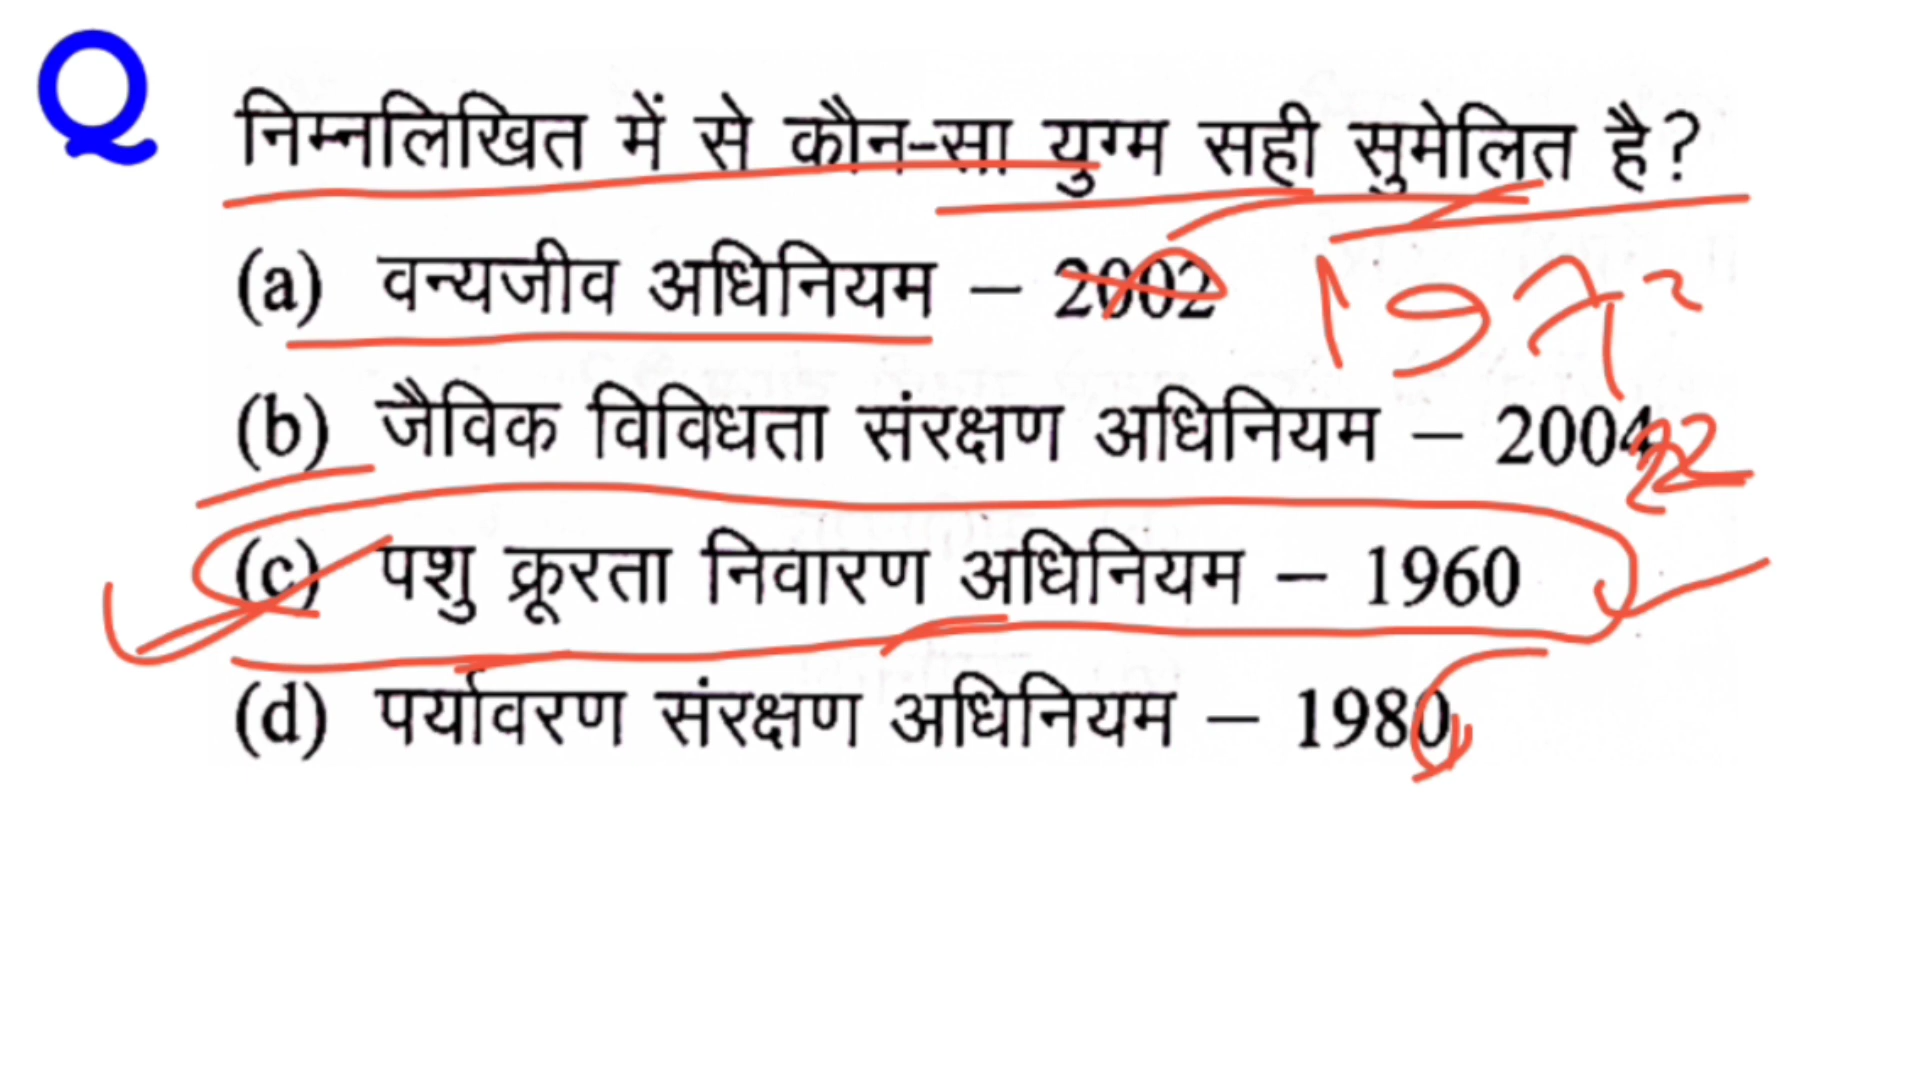 Q
निम्नलिखित में से कौन-सा युग्म सही सुमेलित है?
(a) वन्यजीव अधिनियम – 2002 1972
(b) जैविक विविधता संरक्षण अधिनियम – 2004
(c) पशु क्रूरता निवारण अधिनियम – 1960
(d) पर्यावरण संरक्षण अधिनियम – 1980